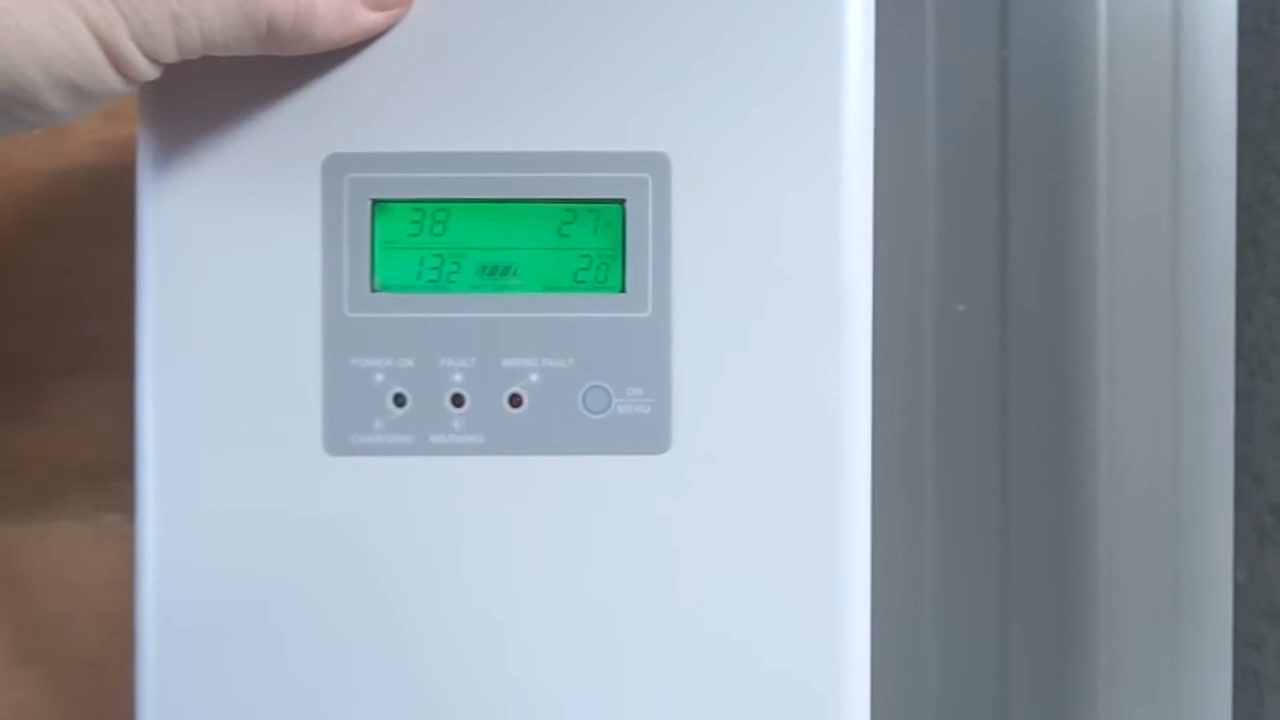 38 27
132 20
POWER ON FAULT WIRING FAULT
ON
MENU
CHARGING WARNING